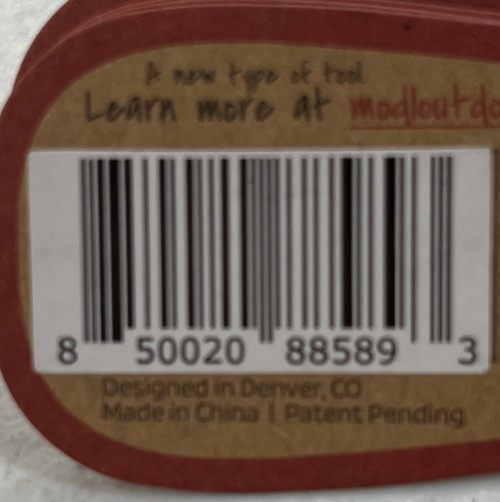 A new type of tool
Learn more at modloutdo
8 50020 88589 3
Designed in Denver, CO
Made in China | Patent Pending